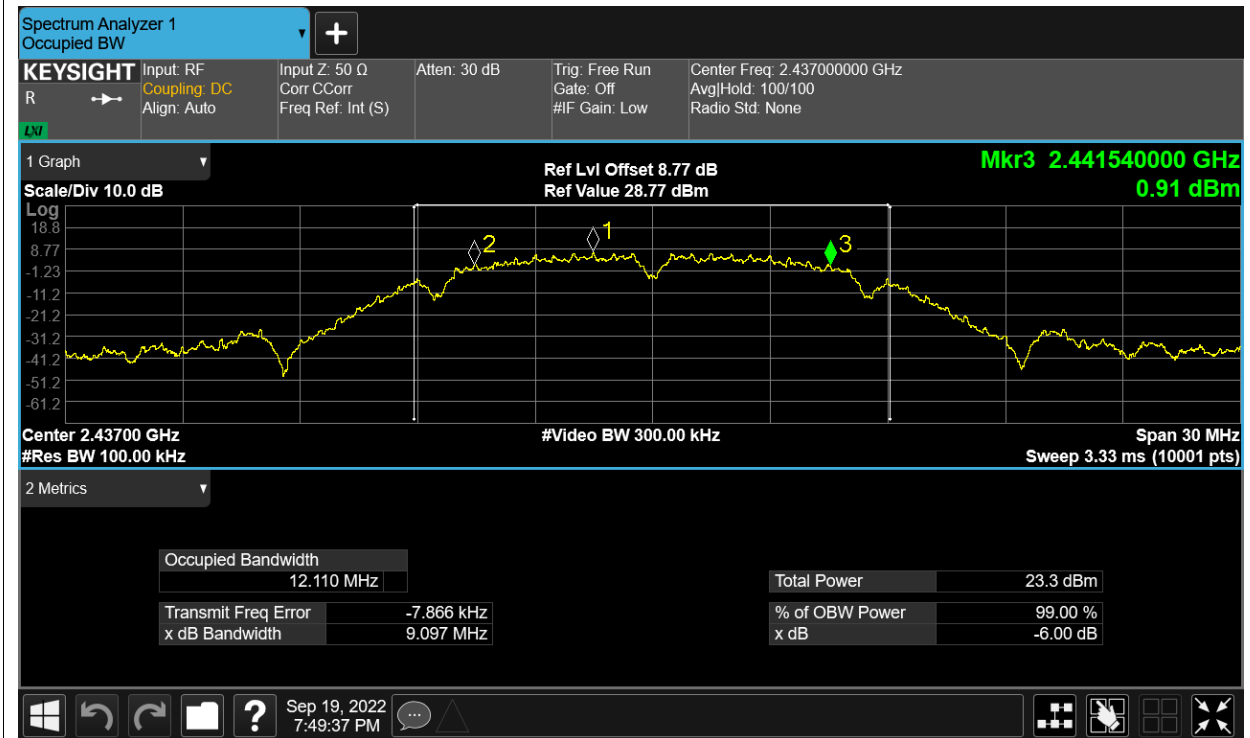 Spectrum Analyzer 1
Occupied BW
+
KEYSIGHT Input: RF Input Z: 50 Ω Atten: 30 dB Trig: Free Run Center Freq: 2.437000000 GHz
R Coupling: DC Corr CCorr Gate: Off Avg|Hold: 100/100
Align: Auto Freq Ref: Int (S) #IF Gain: Low Radio Std: None
LXI
1 Graph Ref Lvl Offset 8.77 dB Mkr3 2.441540000 GHz
Scale/Div 10.0 dB Ref Value 28.77 dBm 0.91 dBm
Log
18.8
8.77
-1.23
-11.2
-21.2
-31.2
-41.2
-51.2
-61.2
2 1 3
Center 2.43700 GHz #Video BW 300.00 kHz Span 30 MHz
#Res BW 100.00 kHz Sweep 3.33 ms (10001 pts)
2 Metrics
Occupied Bandwidth
12.110 MHz Total Power 23.3 dBm
Transmit Freq Error -7.866 kHz % of OBW Power 99.00 %
x dB Bandwidth 9.097 MHz x dB -6.00 dB
? Sep 19, 2022
7:49:37 PM